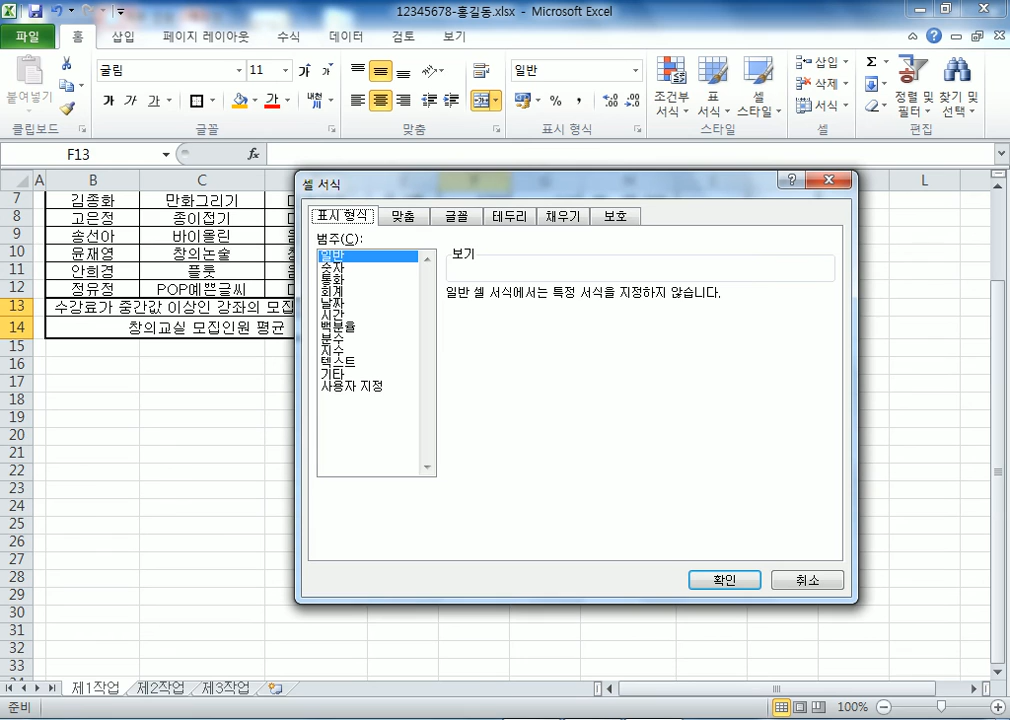 12345678-홍길동.xlsx - Microsoft Excel
파일 홈 삽입 페이지 레이아웃 수식 데이터 검토 보기
붙여넣기
굴림 11
가 가
가 가 가 가 내천
일반
% ,
조건부 서식 표 서식 셀 스타일
삽입
삭제
서식
Σ
정렬 및 필터 찾기 및 선택
클립보드 글꼴 맞춤 표시 형식 스타일 셀 편집
F13 fx
A B C L
7 김종화 만화그리기
8 고은정 종이접기
9 송선아 바이올린
10 윤재영 창의논술
11 안희경 플룻
12 정유정 POP예쁜글씨
13 수강료가 중간값 이상인 강좌의 모집
14 창의교실 모집인원 평균
15
16
17
18
19
20
21
22
23
24
25
26
27
28
29
30
31
32
33
셀 서식
표시 형식 맞춤 글꼴 테두리 채우기 보호
범주(C):
일반
숫자
통화
회계
날짜
시간
백분율
분수
지수
텍스트
기타
사용자 지정
보기
일반 셀 서식에서는 특정 서식을 지정하지 않습니다.
확인 취소
제1작업 제2작업 제3작업
준비 100%